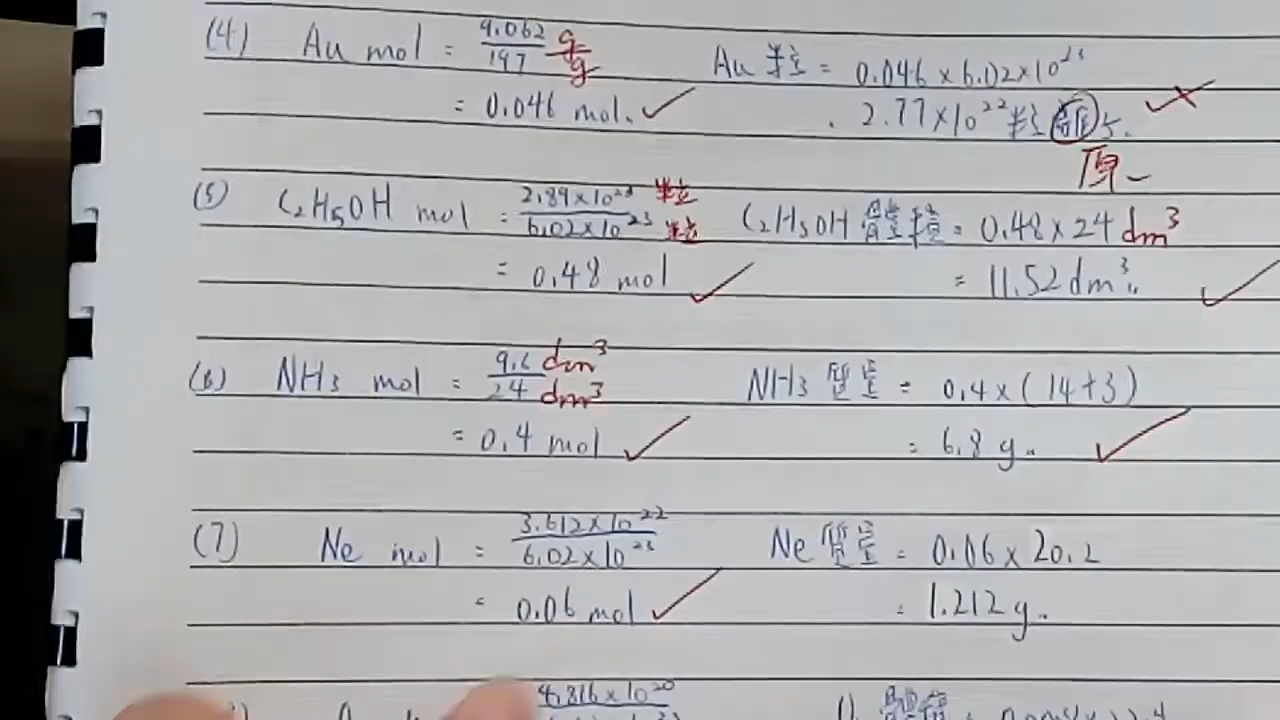 (4) Au mol = 9.062/197 g/g Au 粒 = 0.046 × 6.02 × 10²³
= 0.046 mol. . 2.77 × 10²² 粒
原一
(5) C₂H₅OH mol = 2.89 × 10²³ 粒/6.02 × 10²³ 粒 C₂H₅OH 體積 = 0.48 × 24 dm³
= 0.48 mol = 11.52 dm³
(6) NH₃ mol = 9.6 dm³/24 dm³ NH₃ 質量 = 0.4 × (14+3)
= 0.4 mol = 6.8 g
(7) Ne mol = 3.612 × 10²²/6.02 × 10²³ Ne 質量 = 0.06 × 20.2
= 0.06 mol = 1.212 g
4.816 × 10²⁰